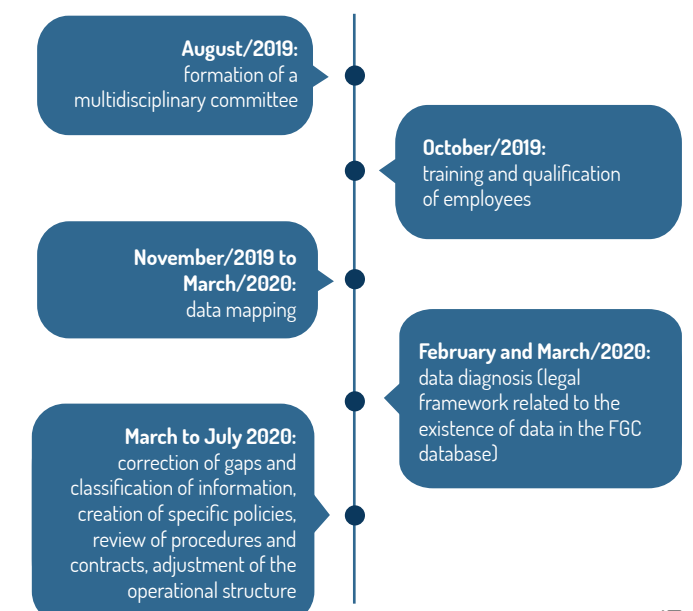 August/2019:
formation of a
multidisciplinary committee
October/2019:
training and qualification
of employees
November/2019 to
March/2020:
data mapping
February and March/2020:
data diagnosis (legal
framework related to the
existence of data in the FGC
database)
March to July 2020:
correction of gaps and
classification of information,
creation of specific policies,
review of procedures and
contracts, adjustment of the
operational structure